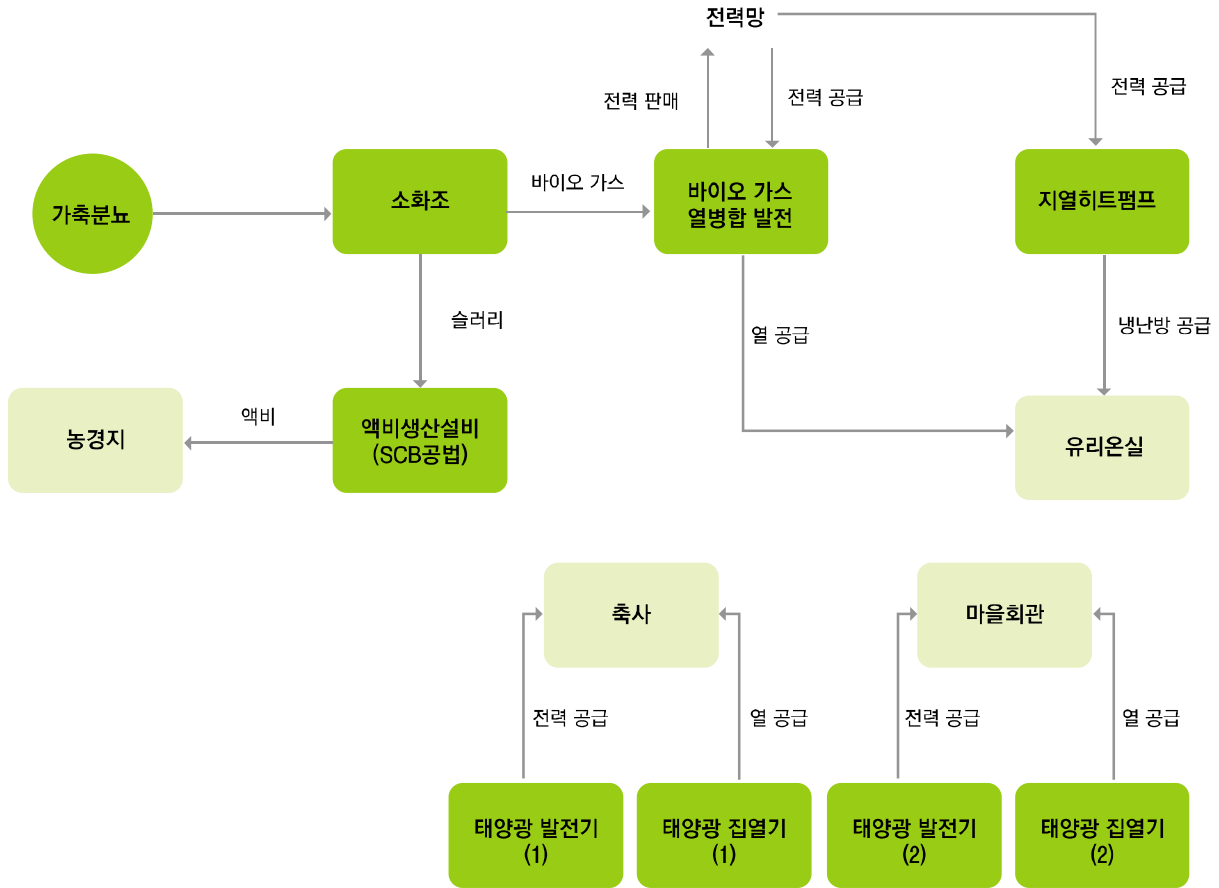 전력망
전력 판매
전력 공급
전력 공급
가축분뇨
소화조
바이오 가스
바이오 가스
열병합 발전
지열히트펌프
슬러리
열 공급
냉난방 공급
농경지
액비
액비생산설비
(SCB공법)
유리온실
축사
마을회관
전력 공급
열 공급
전력 공급
열 공급
태양광 발전기
(1)
태양광 집열기
(1)
태양광 발전기
(2)
태양광 집열기
(2)